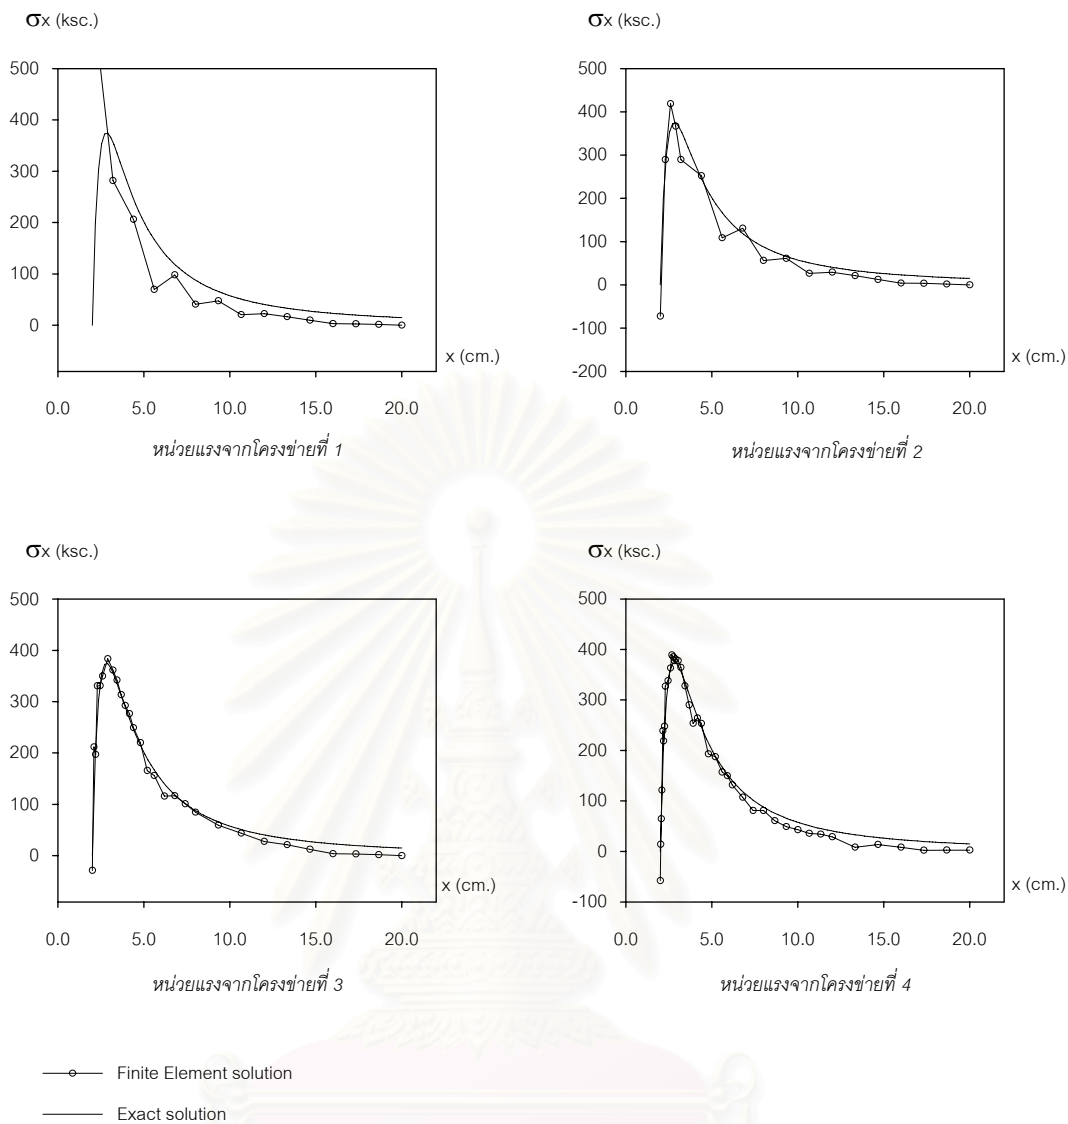 σx (ksc.)
500
400
300
200
100
0
x (cm.)
0.0 5.0 10.0 15.0 20.0
หน่วยแรงจากโครงข่ายที่ 1
σx (ksc.)
500
400
300
200
100
0
-100
-200
x (cm.)
0.0 5.0 10.0 15.0 20.0
หน่วยแรงจากโครงข่ายที่ 2
σx (ksc.)
500
400
300
200
100
0
x (cm.)
0.0 5.0 10.0 15.0 20.0
หน่วยแรงจากโครงข่ายที่ 3
σx (ksc.)
500
400
300
200
100
0
-100
x (cm.)
0.0 5.0 10.0 15.0 20.0
หน่วยแรงจากโครงข่ายที่ 4
Finite Element solution
Exact solution